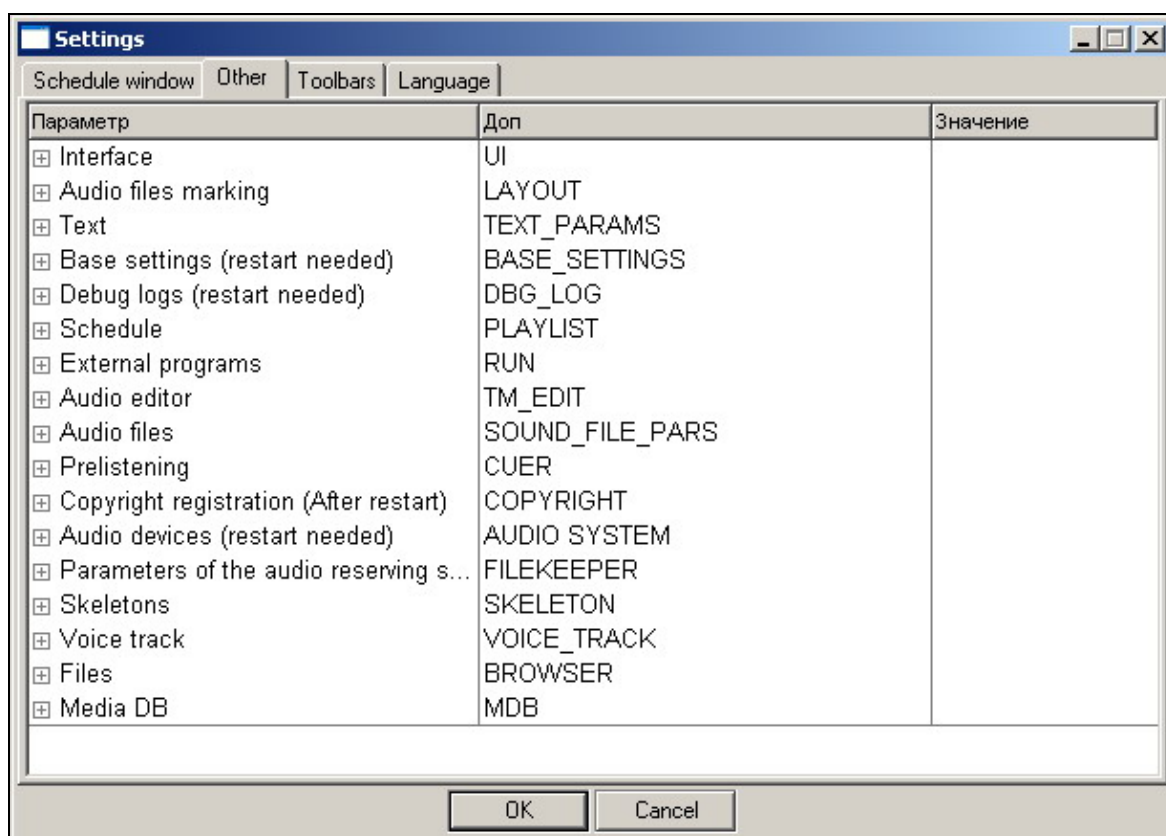 Settings
Schedule window Other Toolbars Language
Параметр Доп Значение
Interface UI
Audio files marking LAYOUT
Text TEXT_PARAMS
Base settings (restart needed) BASE_SETTINGS
Debug logs (restart needed) DBG_LOG
Schedule PLAYLIST
External programs RUN
Audio editor TM_EDIT
Audio files SOUND_FILE_PARS
Prelistening CUER
Copyright registration (After restart) COPYRIGHT
Audio devices (restart needed) AUDIO SYSTEM
Parameters of the audio reserving s... FILEKEEPER
Skeletons SKELETON
Voice track VOICE_TRACK
Files BROWSER
Media DB MDB
OK Cancel